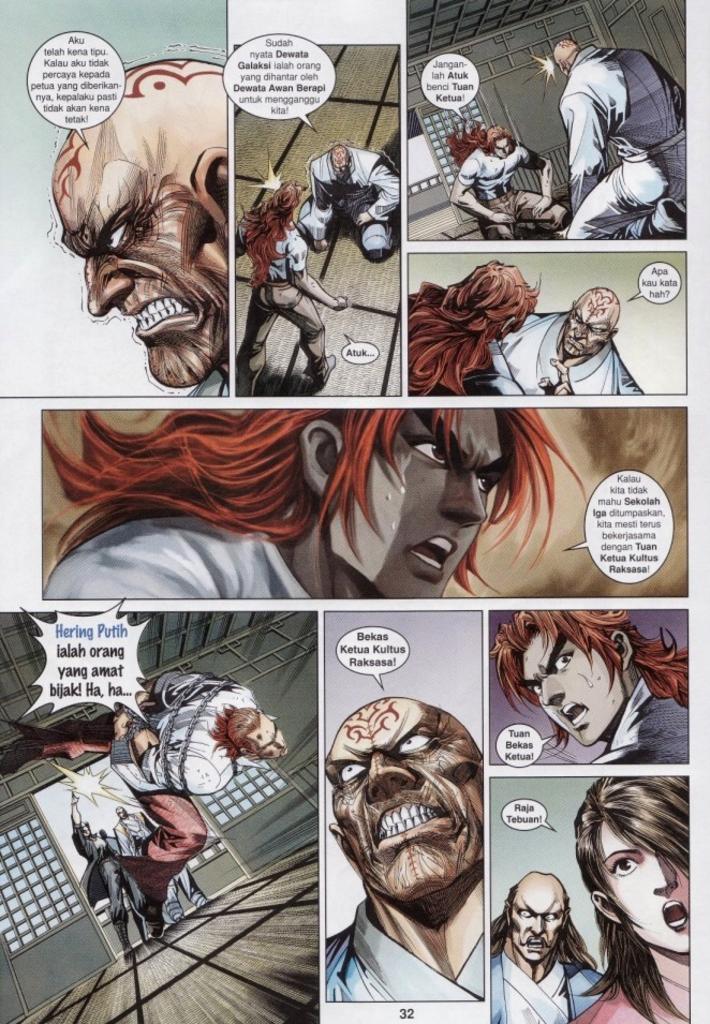 Aku
telah kena tipu.
Kalau aku tidak
percaya kepada
petua yang diberikan-
nya, kepalaku pasti
tidak akan kena
tetak!
Sudah
nyata Dewata
Galaksi ialah orang
yang dihantar oleh
Dewata Awan Berapi
untuk mengganggu
kita!
Atuk...
Jangan-
lah Atuk
benci Tuan
Ketua!
Apa
kau kata
hah?
Kalau
kita tidak
mahu Sekolah
Iga ditumpaskan,
kita mesti terus
bekerjasama
dengan Tuan
Ketua Kultus
Raksasa!
Hering Putih
ialah orang
yang amat
bijak! Ha, ha...
Bekas
Ketua Kultus
Raksasa!
Tuan
Bekas
Ketua!
Raja
Tebuan!
32